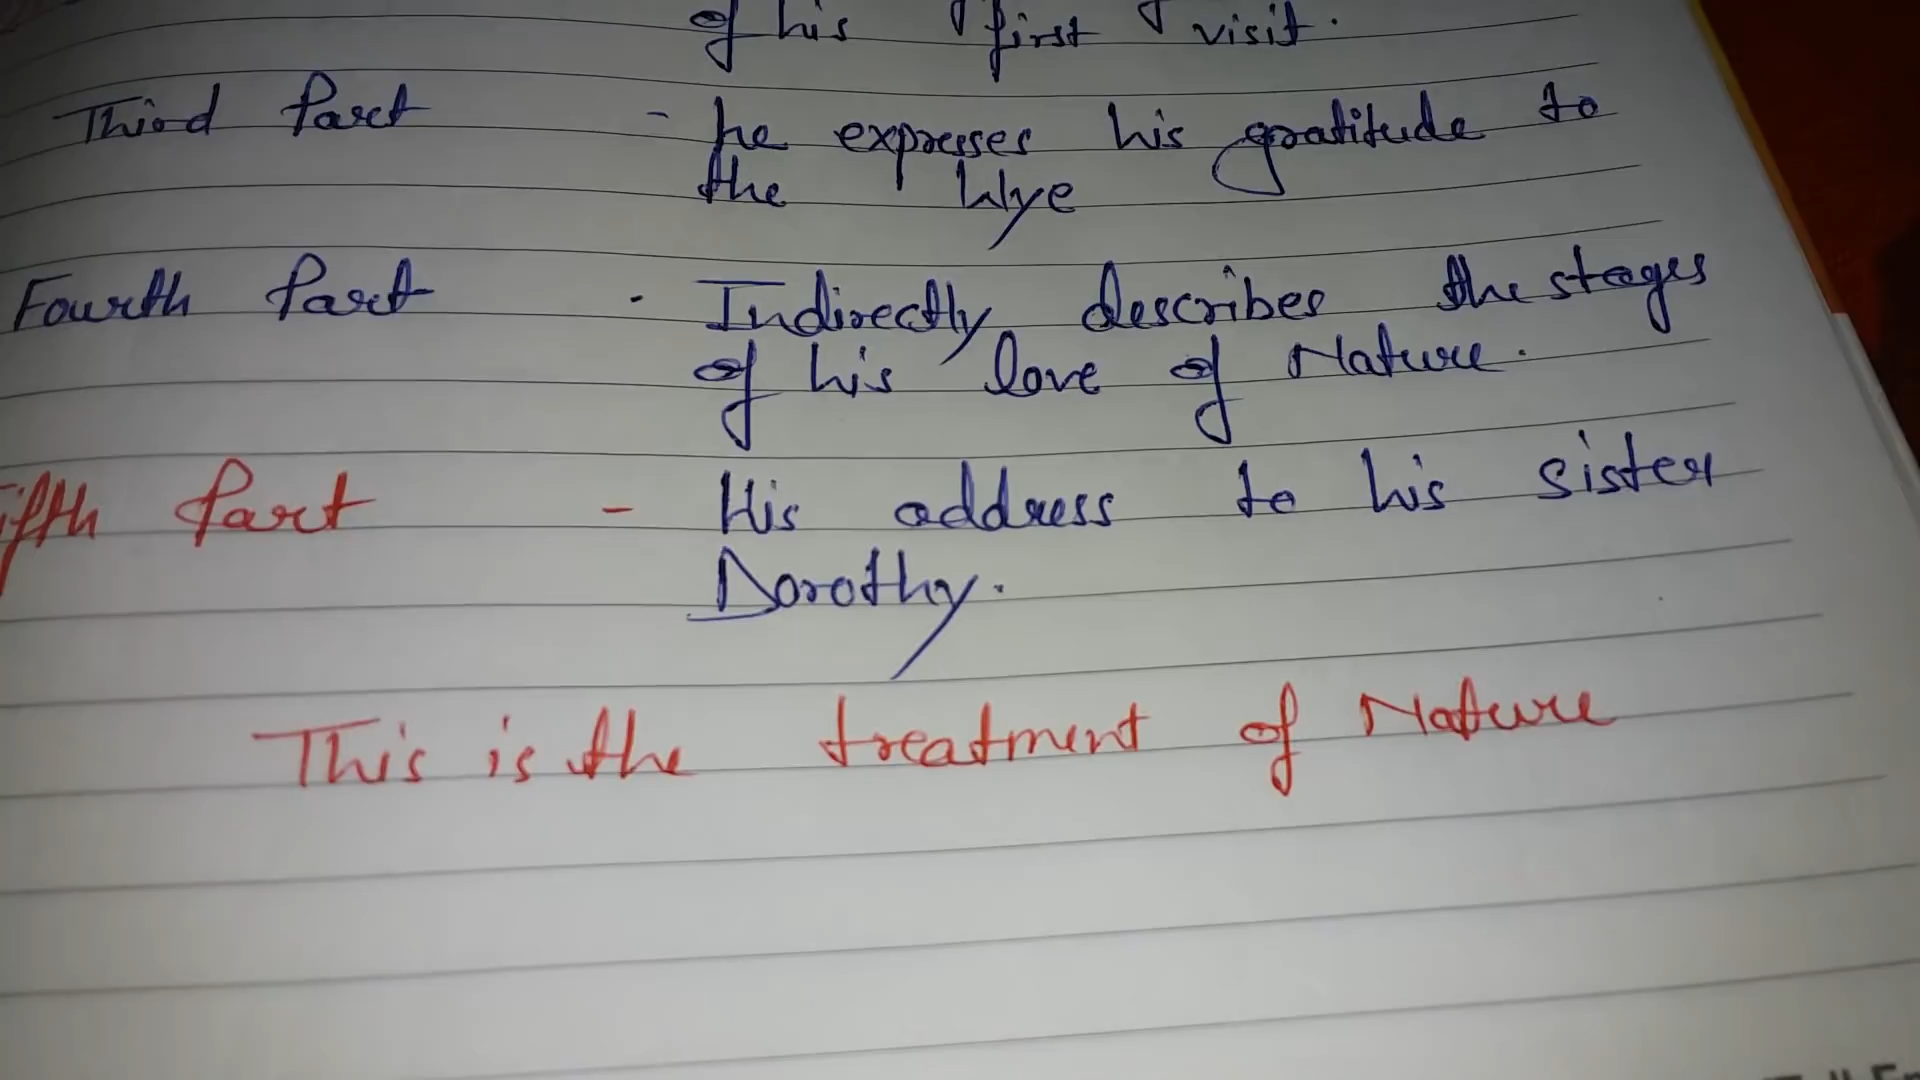 of his first visit.
Third Part - he expresses his gratitude to
the Wye
Fourth Part - Indirectly describes the stages
of his love of Nature.
Fifth Part - His address to his sister
Dorothy.
This is the treatment of Nature